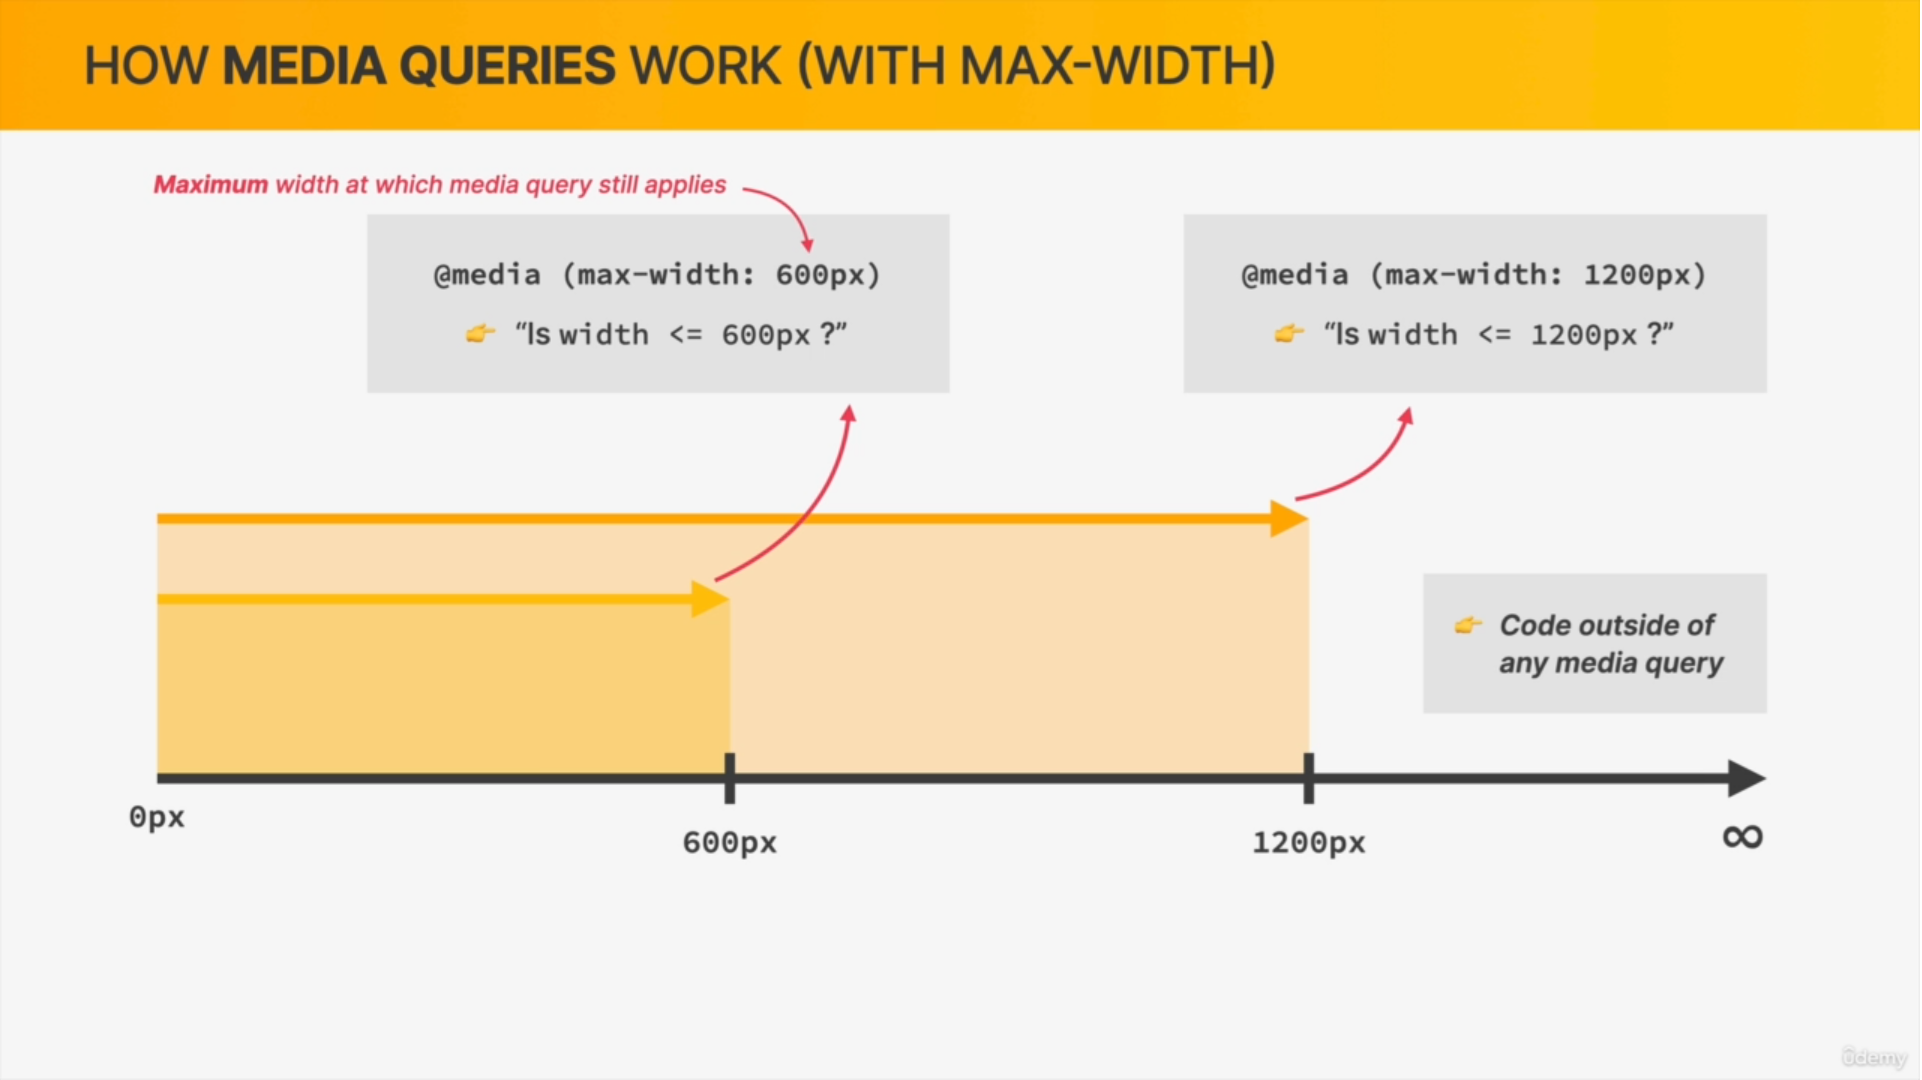 HOW MEDIA QUERIES WORK (WITH MAX-WIDTH)
Maximum width at which media query still applies
@media (max-width: 600px)
👉 “Is width <= 600px ?”
@media (max-width: 1200px)
👉 “Is width <= 1200px ?”
👉 Code outside of
any media query
0px
600px
1200px
∞
ûdemy